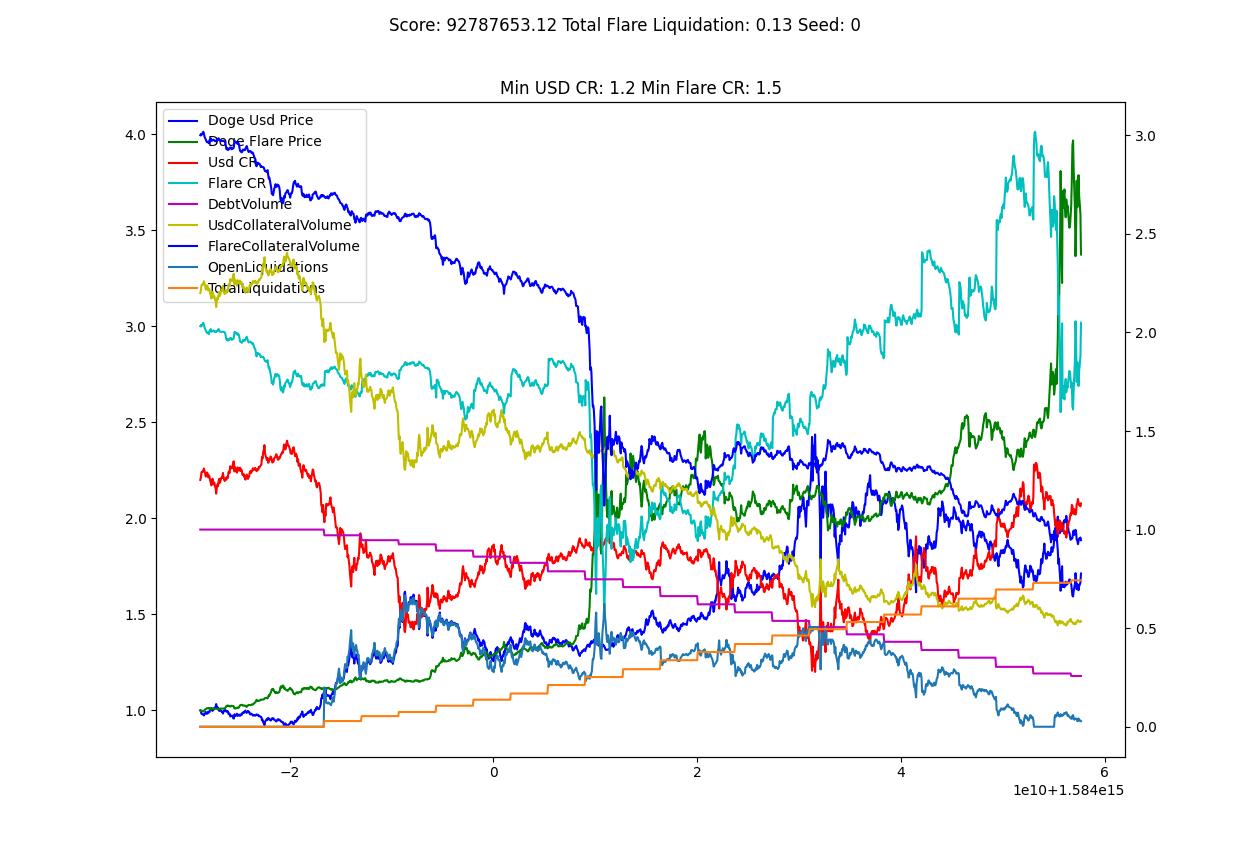 Score: 92787653.12 Total Flare Liquidation: 0.13 Seed: 0
Min USD CR: 1.2 Min Flare CR: 1.5
Doge Usd Price
Doge Flare Price
Usd CR
Flare CR
DebtVolume
UsdCollateralVolume
FlareCollateralVolume
OpenLiquidations
TotalLiquidations
4.0
3.5
3.0
2.5
2.0
1.5
1.0
3.0
2.5
2.0
1.5
1.0
0.5
0.0
−2 0 2 4 6
1e10+1.584e15